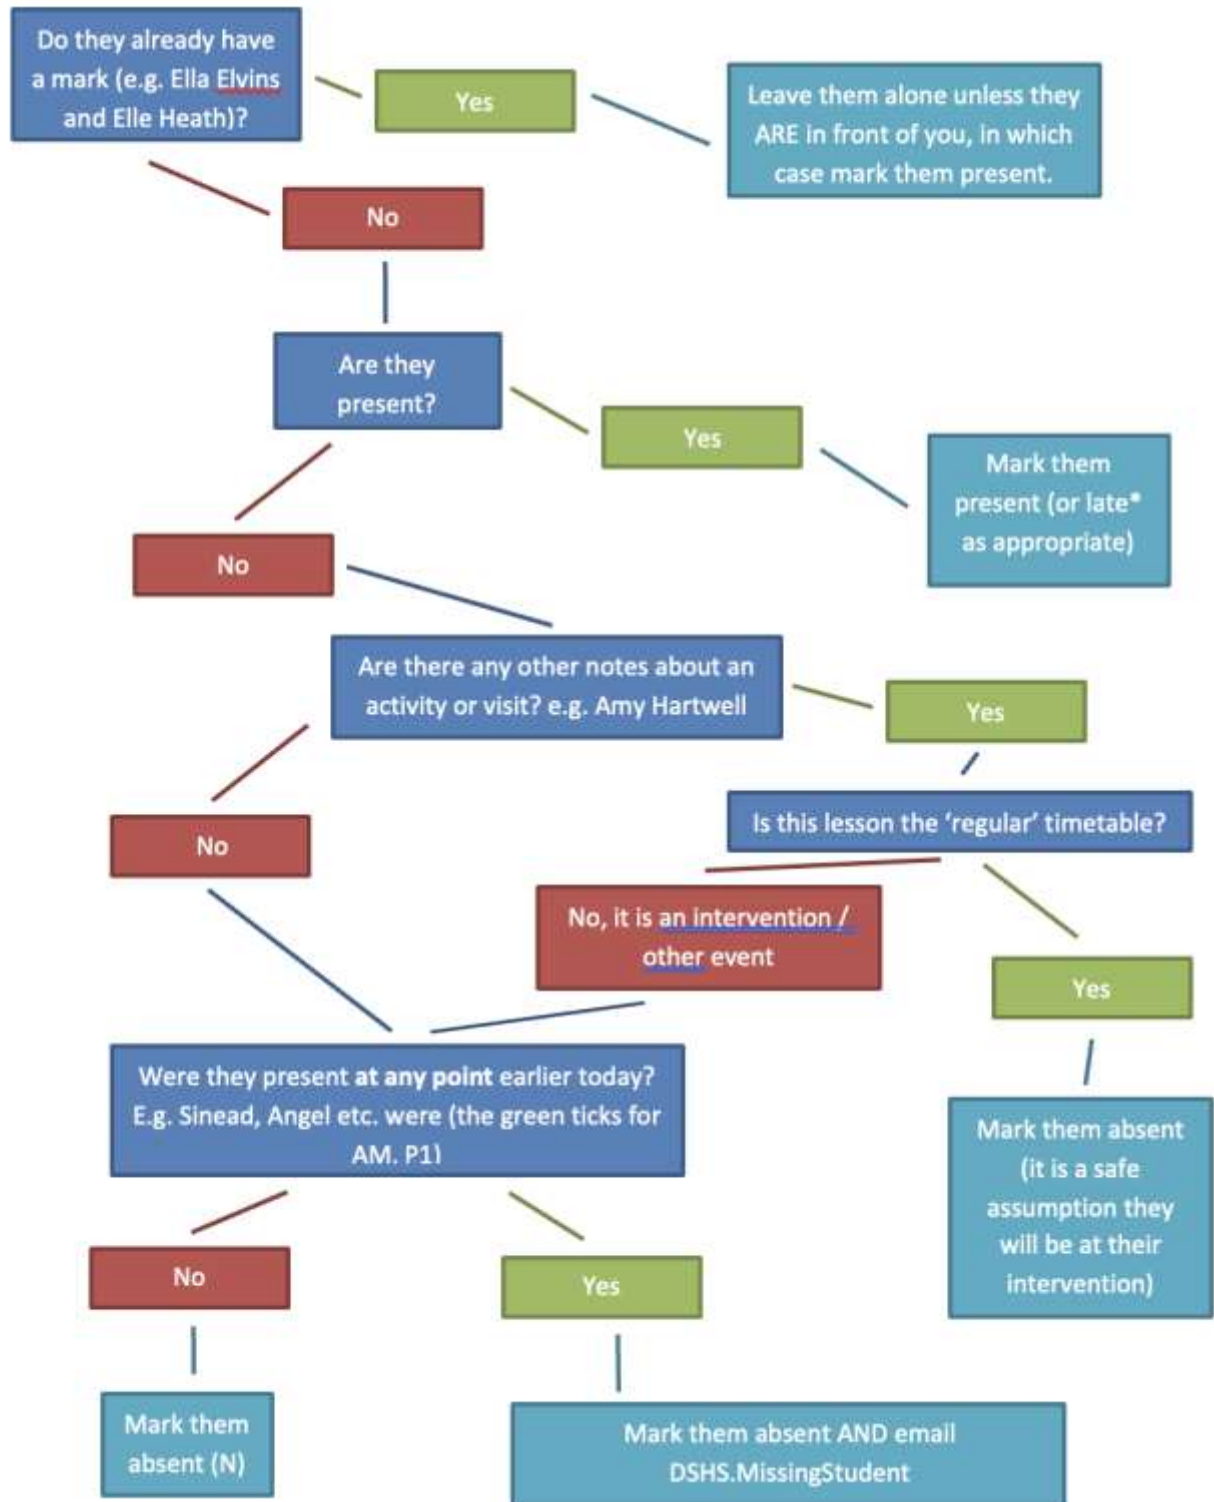 Do they already have
a mark (e.g. Ella Elvins
and Elle Heath)?
Yes
Leave them alone unless they
ARE in front of you, in which
case mark them present.
No
Are they
present?
Yes
Mark them
present (or late*
as appropriate)
No
Are there any other notes about an
activity or visit? e.g. Amy Hartwell
Yes
Is this lesson the ‘regular’ timetable?
No
No, it is an intervention /
other event
Yes
Were they present at any point earlier today?
E.g. Sinead, Angel etc. were (the green ticks for
AM. P1)
Mark them absent
(it is a safe
assumption they
will be at their
intervention)
No
Yes
Mark them
absent (N)
Mark them absent AND email
DSHS.MissingStudent